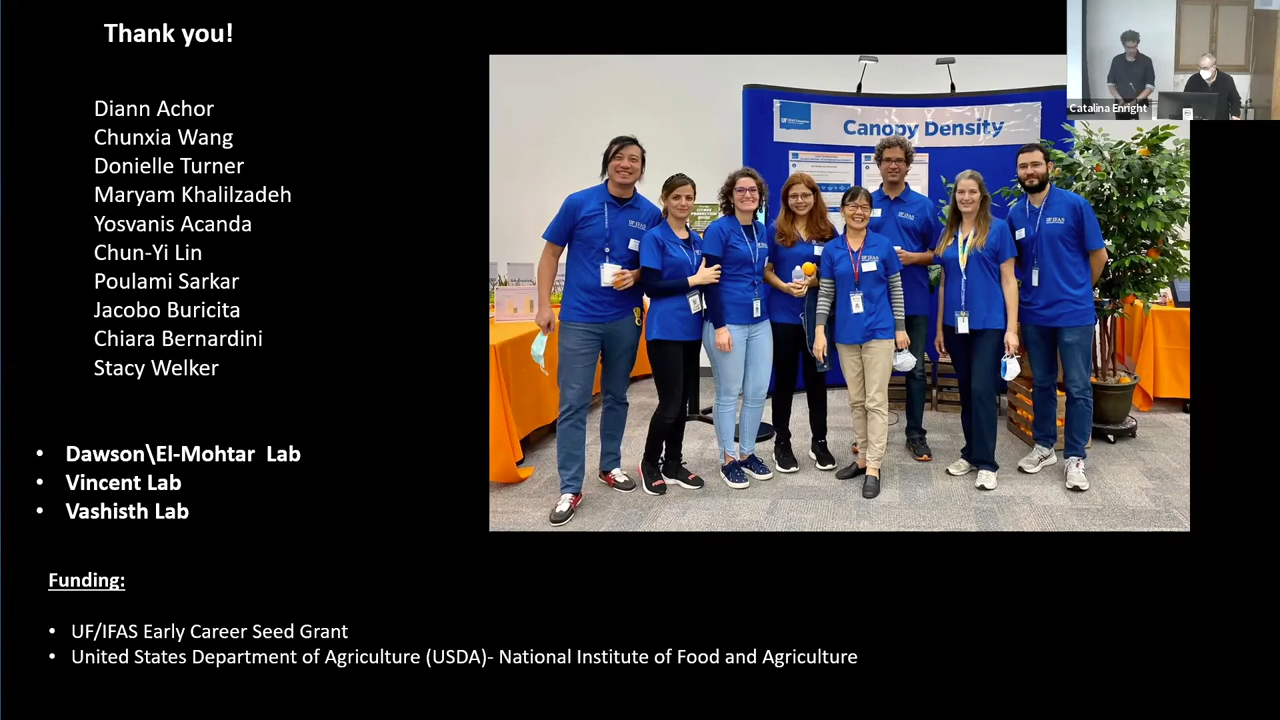 Thank you!
Diann Achor
Chunxia Wang
Donielle Turner
Maryam Khalilzadeh
Yosvanis Acanda
Chun-Yi Lin
Poulami Sarkar
Jacobo Buricita
Chiara Bernardini
Stacy Welker
• Dawson\El-Mohtar Lab
• Vincent Lab
• Vashisth Lab
Funding:
• UF/IFAS Early Career Seed Grant
• United States Department of Agriculture (USDA)- National Institute of Food and Agriculture
Canopy Density
UF IFAS
Catalina Enright